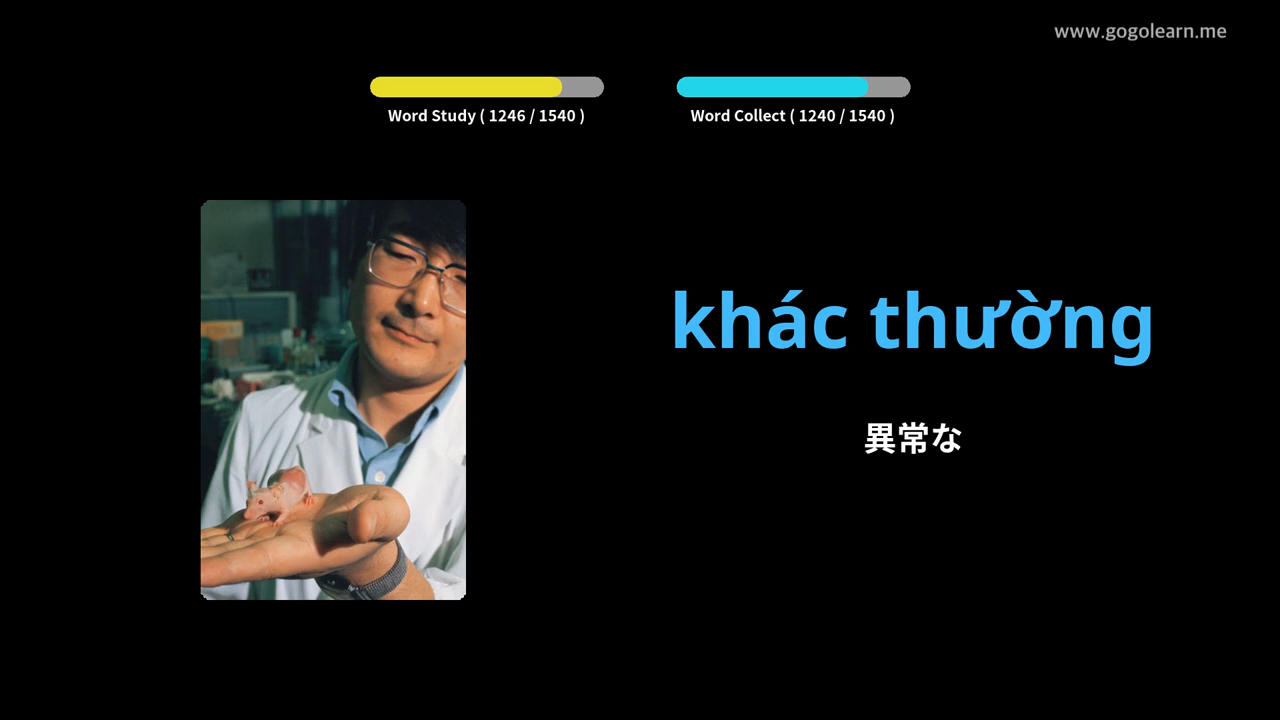 www.gogolearn.me
Word Study ( 1246 / 1540 )
Word Collect ( 1240 / 1540 )
khác thường
異常な